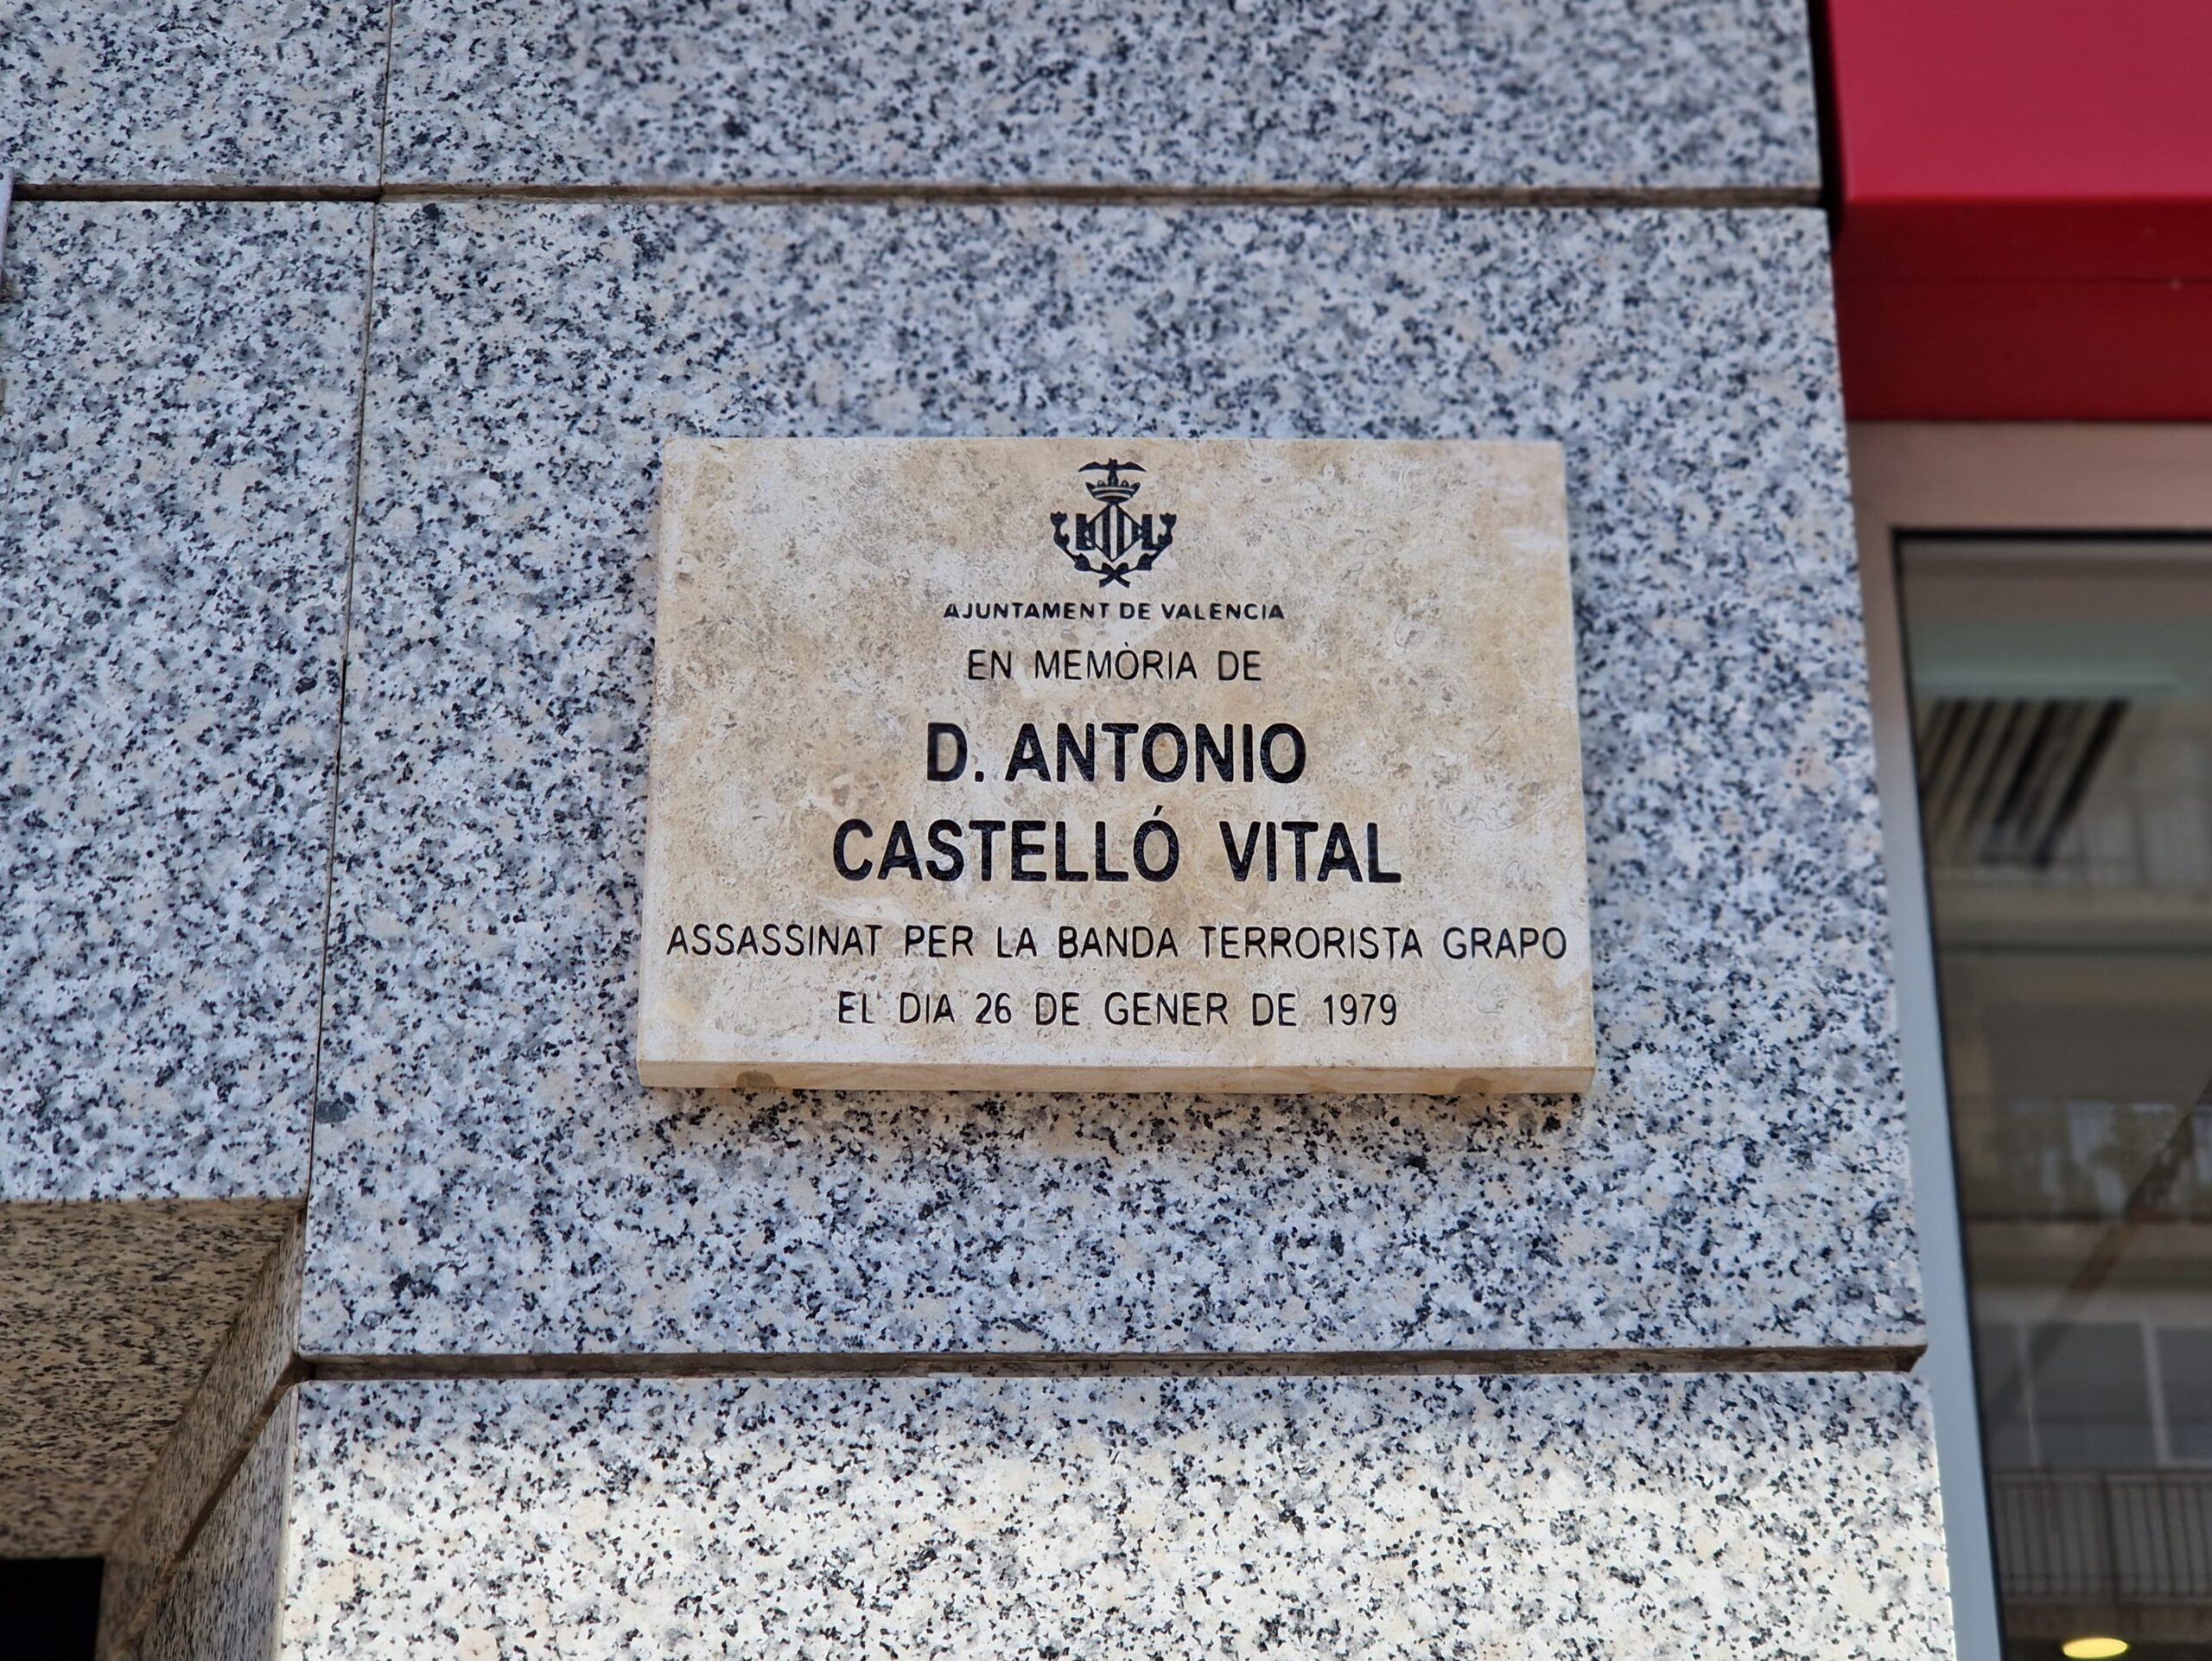 AJUNTAMENT DE VALENCIA
EN MEMÒRIA DE
D. ANTONIO
CASTELLÓ VITAL
ASSASSINAT PER LA BANDA TERRORISTA GRAPO
EL DIA 26 DE GENER DE 1979